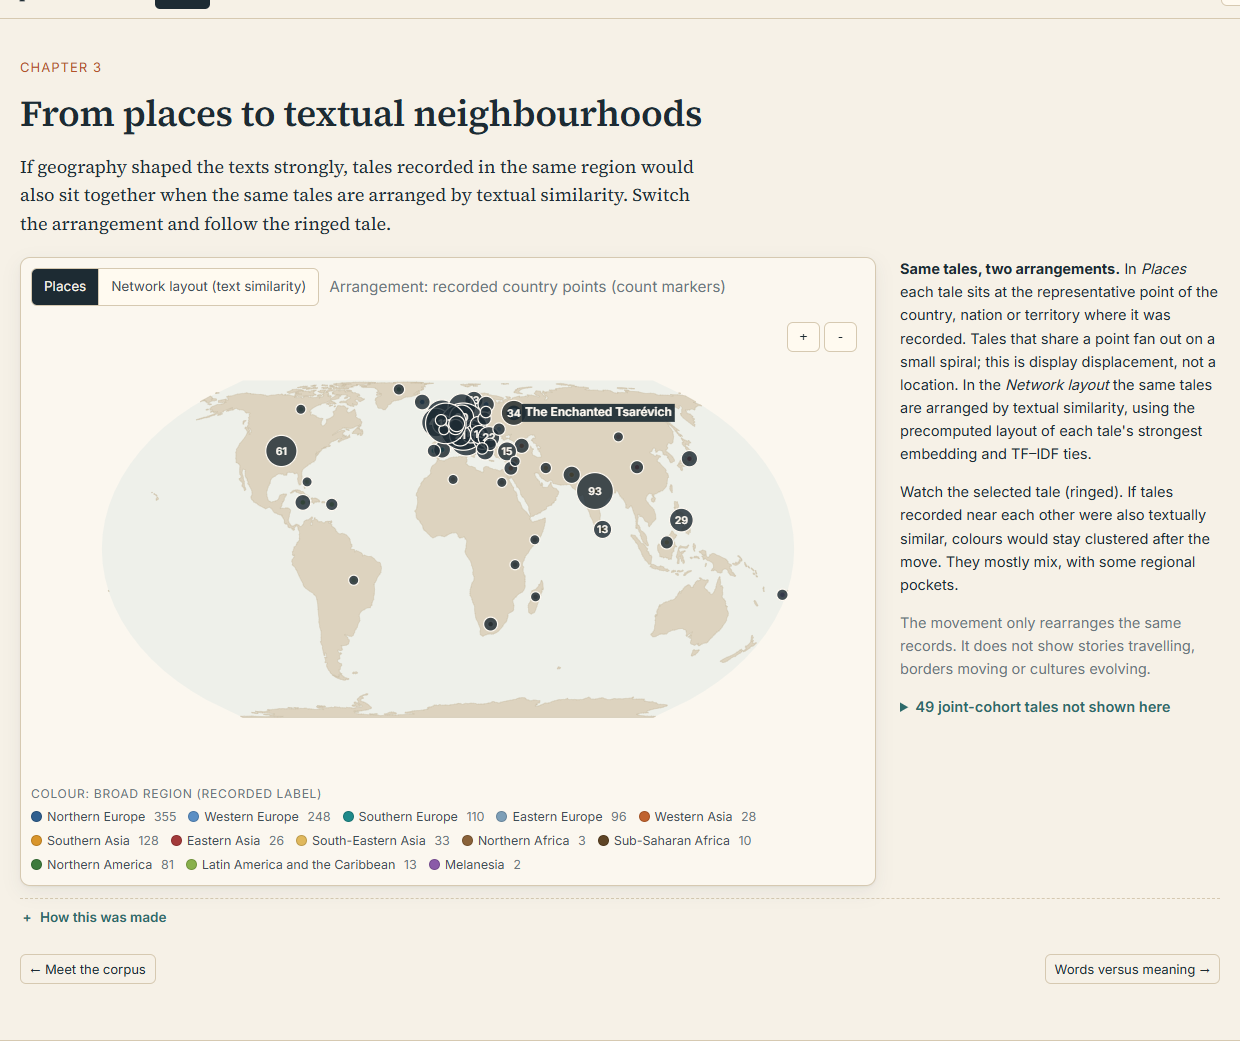 CHAPTER 3
From places to textual neighbourhoods
If geography shaped the texts strongly, tales recorded in the same region would
also sit together when the same tales are arranged by textual similarity. Switch
the arrangement and follow the ringed tale.
Places
Network layout (text similarity)
Arrangement: recorded country points (count markers)
+
-
34 The Enchanted Tsarévich
61
15
93
13
29
COLOUR: BROAD REGION (RECORDED LABEL)
Northern Europe 355 Western Europe 248 Southern Europe 110 Eastern Europe 96 Western Asia 28
Southern Asia 128 Eastern Asia 26 South-Eastern Asia 33 Northern Africa 3 Sub-Saharan Africa 10
Northern America 81 Latin America and the Caribbean 13 Melanesia 2
Same tales, two arrangements. In Places
each tale sits at the representative point of the
country, nation or territory where it was
recorded. Tales that share a point fan out on a
small spiral; this is display displacement, not a
location. In the Network layout the same tales
are arranged by textual similarity, using the
precomputed layout of each tale's strongest
embedding and TF–IDF ties.
Watch the selected tale (ringed). If tales
recorded near each other were also textually
similar, colours would stay clustered after the
move. They mostly mix, with some regional
pockets.
The movement only rearranges the same
records. It does not show stories travelling,
borders moving or cultures evolving.
▶ 49 joint-cohort tales not shown here
+ How this was made
← Meet the corpus
Words versus meaning →